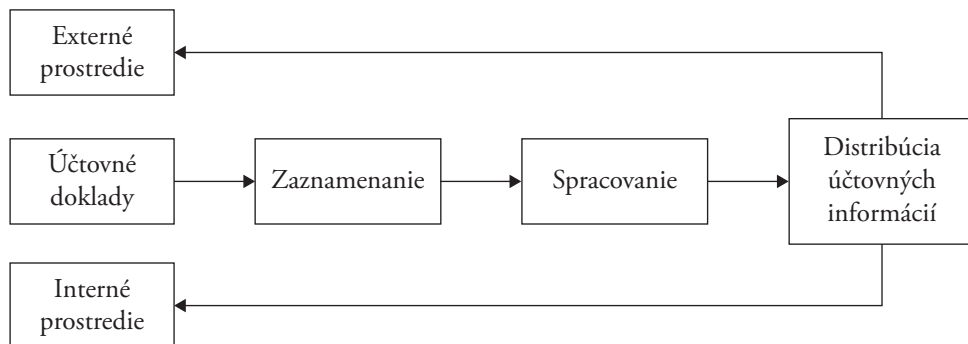 Externé
prostredie
Účtovné
doklady
Zaznamenanie
Spracovanie
Distribúcia
účtovných
informácií
Interné
prostredie